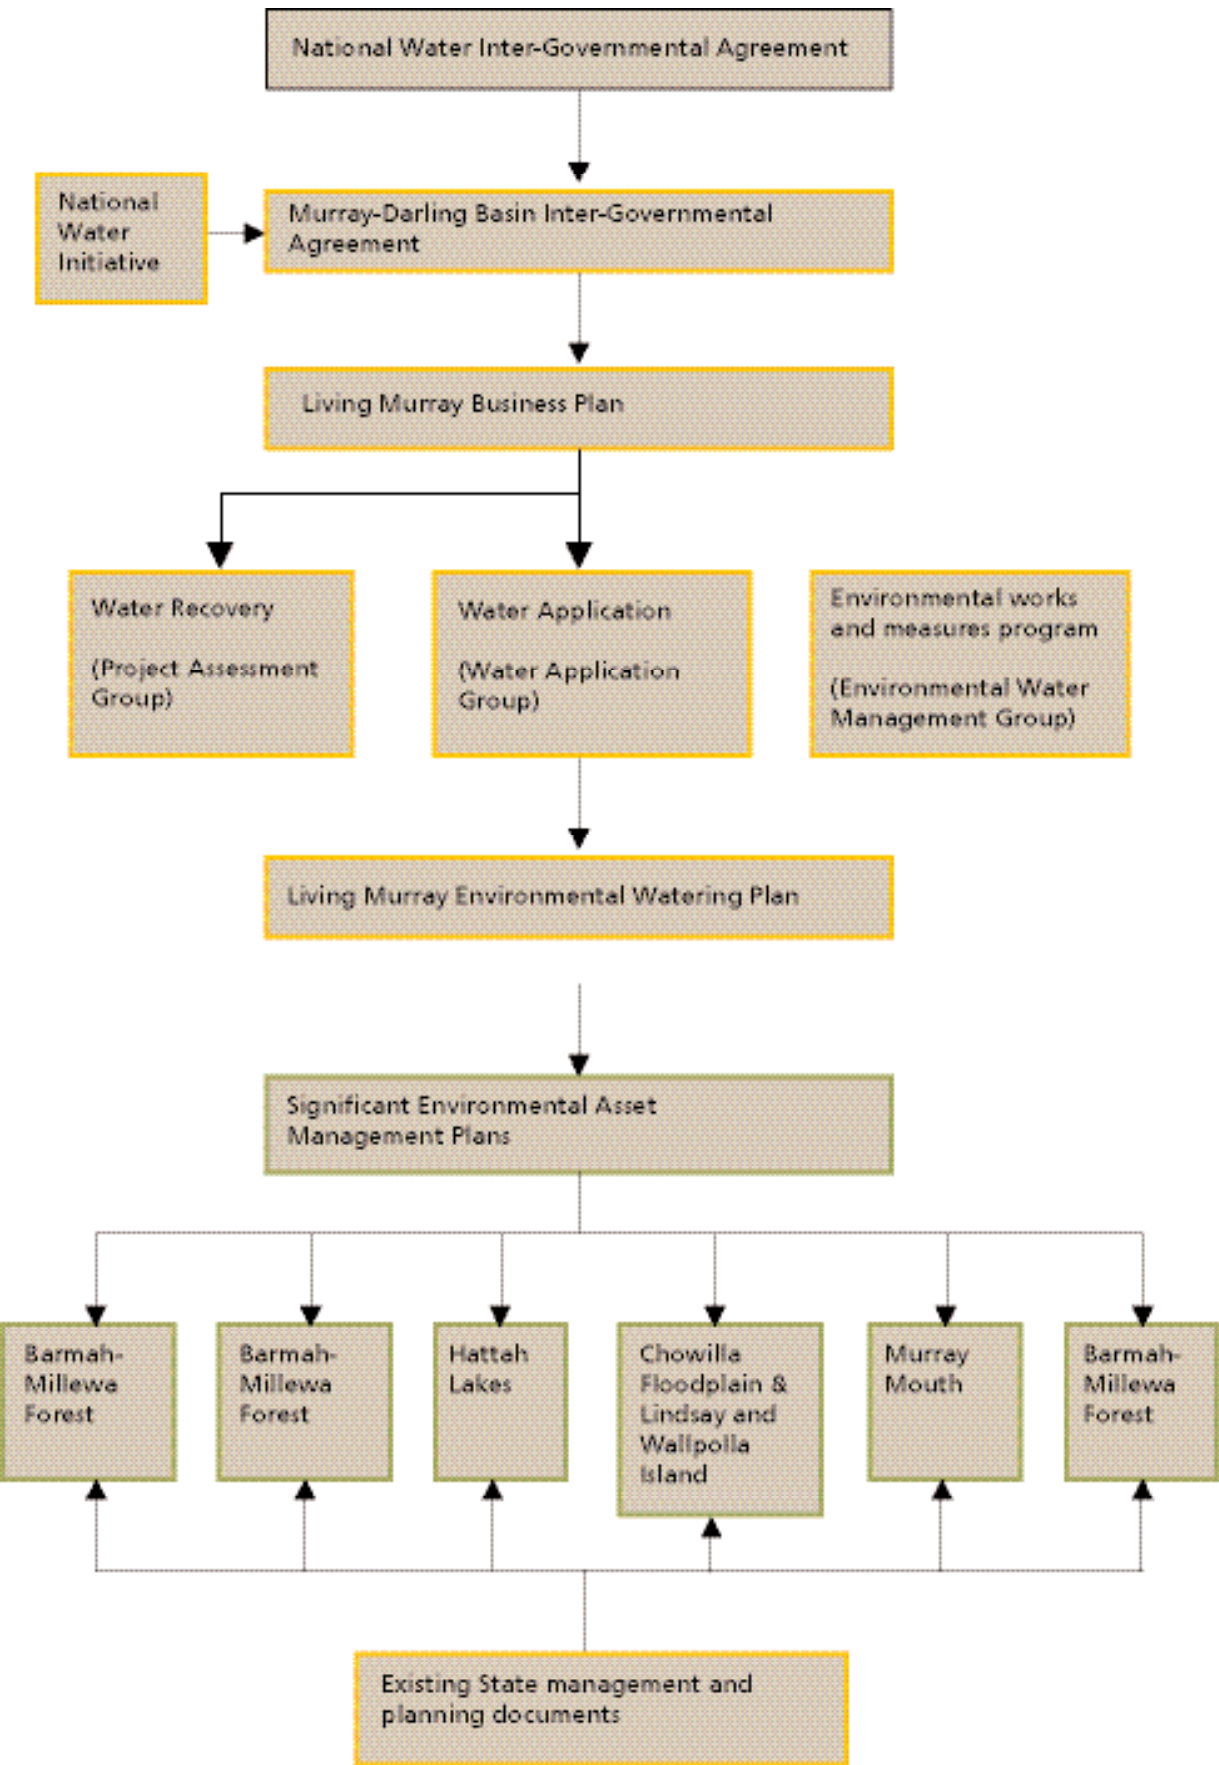 National Water Inter-Governmental Agreement
National
Water
Initiative
Murray-Darling Basin Inter-Governmental
Agreement
Living Murray Business Plan
Water Recovery
(Project Assessment
Group)
Water Application
(Water Application
Group)
Environmental works
and measures program
(Environmental Water
Management Group)
Living Murray Environmental Watering Plan
Significant Environmental Asset
Management Plans
Barmah-
Millewa
Forest
Barmah-
Millewa
Forest
Hattah
Lakes
Chowilla
Floodplain &
Lindsay and
Wallpolla
Island
Murray
Mouth
Barmah-
Millewa
Forest
Existing State management and
planning documents